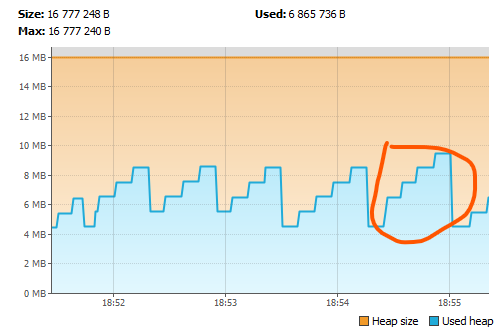 Size: 16 777 248 B Used: 6 865 736 B
Max: 16 777 240 B
16 MB
14 MB
12 MB
10 MB
8 MB
6 MB
4 MB
2 MB
0 MB
18:52 18:53 18:54 18:55
Heap size Used heap